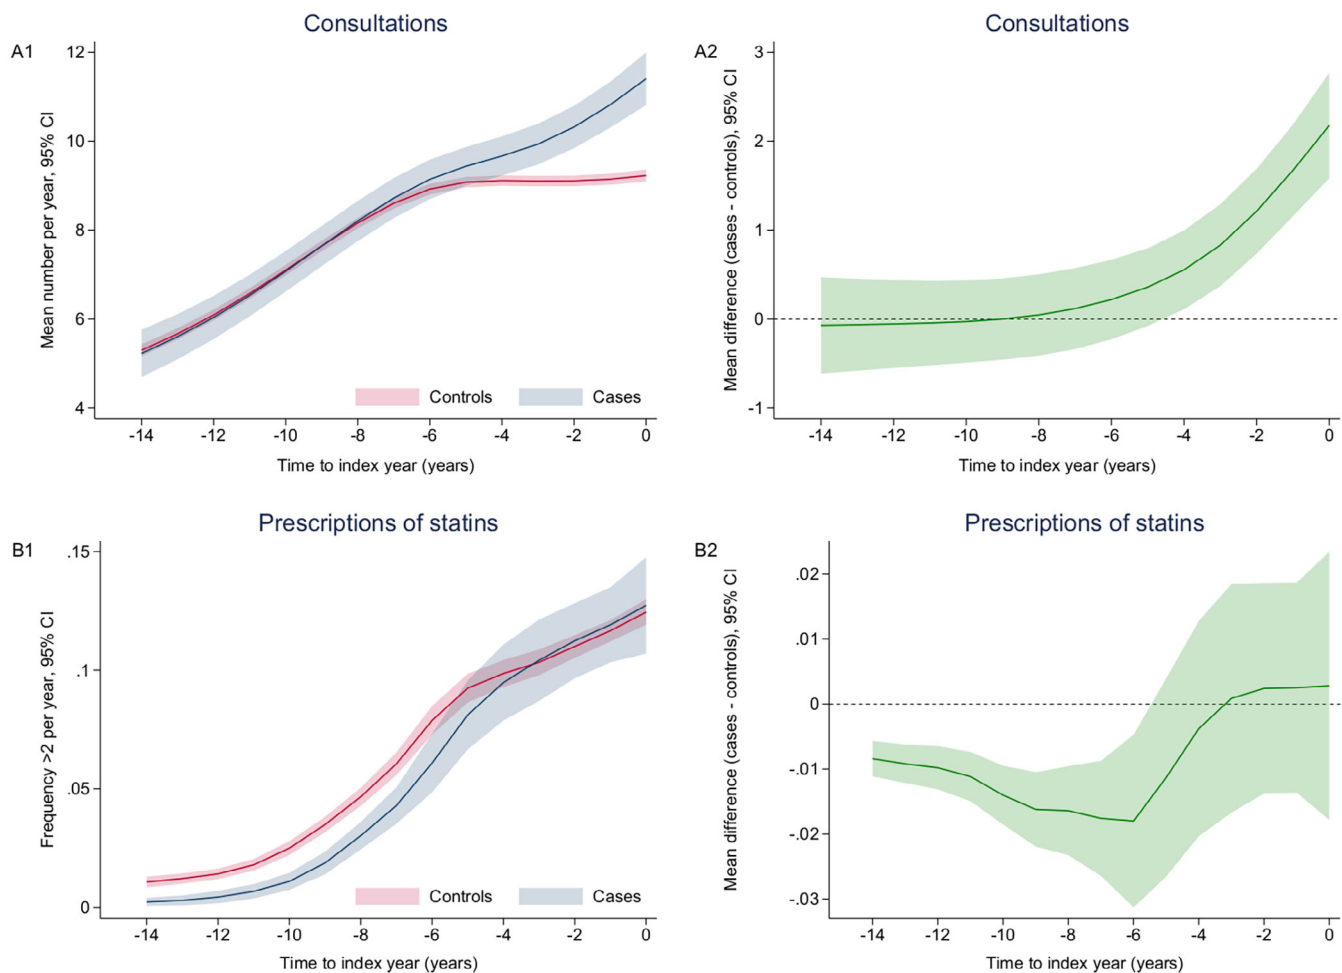 Consultations
A1
12
10
8
6
4
Mean number per year, 95% CI
Controls
Cases
-14 -12 -10 -8 -6 -4 -2 0
Time to index year (years)
Consultations
A2
3
2
1
0
-1
Mean difference (cases - controls), 95% CI
-14 -12 -10 -8 -6 -4 -2 0
Time to index year (years)
Prescriptions of statins
B1
.15
.1
.05
0
Frequency >2 per year, 95% CI
Controls
Cases
-14 -12 -10 -8 -6 -4 -2 0
Time to index year (years)
Prescriptions of statins
B2
.02
.01
0
-.01
-.02
-.03
Mean difference (cases - controls), 95% CI
-14 -12 -10 -8 -6 -4 -2 0
Time to index year (years)